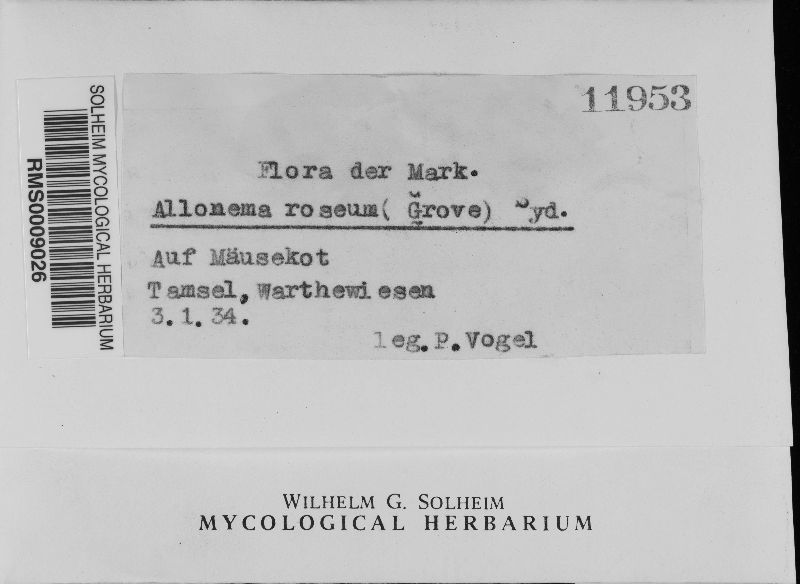 11953
SOLHEIM MYCOLOGICAL HERBARIUM
RMS0009026
Flora der Mark.
Allonema roseum( Grove) Syd.
Auf Mäusekot
Tamsel, Warthewiesen
3.1.34.
leg. P. Vogel
WILHELM G. SOLHEIM
MYCOLOGICAL HERBARIUM